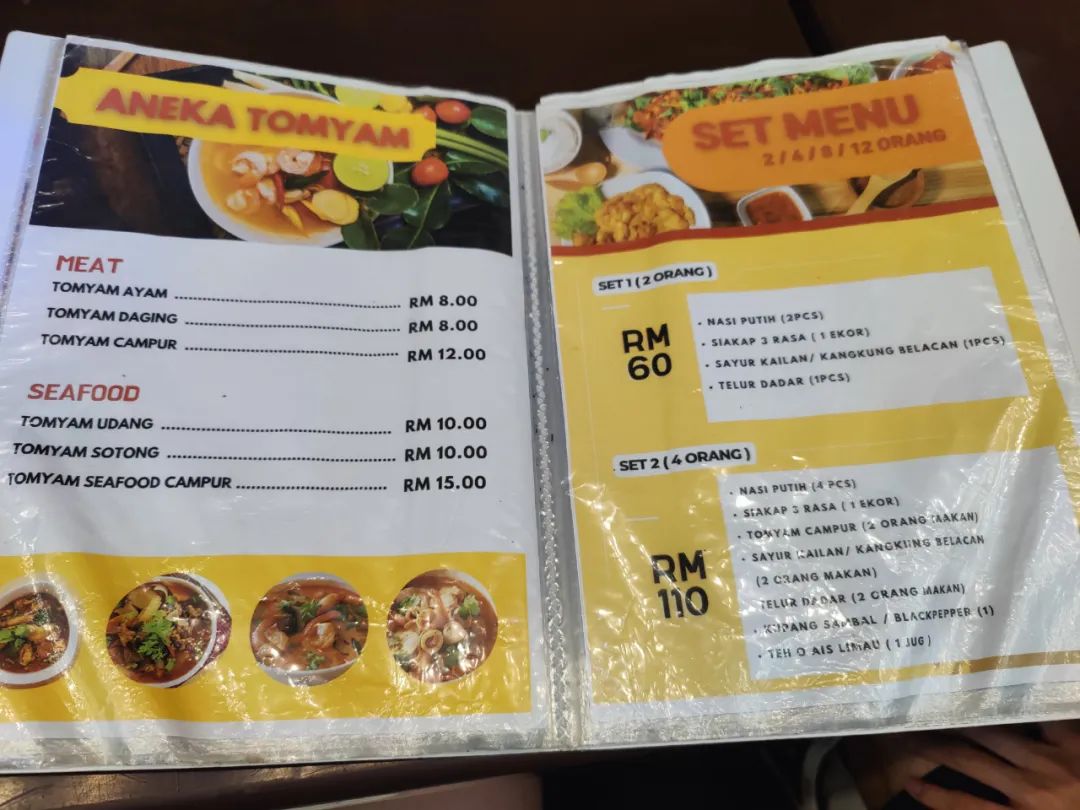 ANEKA TOMYAM
MEAT
TOMYAM AYAM ........................................ RM 8.00
TOMYAM DAGING ........................................ RM 8.00
TOMYAM CAMPUR ........................................ RM 12.00
SEAFOOD
TOMYAM UDANG ........................................ RM 10.00
TOMYAM SOTONG ........................................ RM 10.00
TOMYAM SEAFOOD CAMPUR ........................... RM 15.00
SET MENU
2 / 4 / 8 / 12 ORANG
SET 1 ( 2 ORANG )
RM
60
• NASI PUTIH (2PCS)
• SIAKAP 3 RASA ( 1 EKOR)
• SAYUR KAILAN/ KANGKUNG BELACAN (1PCS)
• TELUR DADAR (1PCS)
SET 2 ( 4 ORANG )
RM
110
• NASI PUTIH (4 PCS)
• SIAKAP 3 RASA ( 1 EKOR)
• TOMYAM CAMPUR (2 ORANG MAKAN)
• SAYUR KAILAN/ KANGKUNG BELACAN
(2 ORANG MAKAN)
TELUR DADAR (2 ORANG MAKAN)
• KUPANG SAMBAL / BLACKPEPPER (1)
• TEH O AIS LIMAU ( 1 JUG )